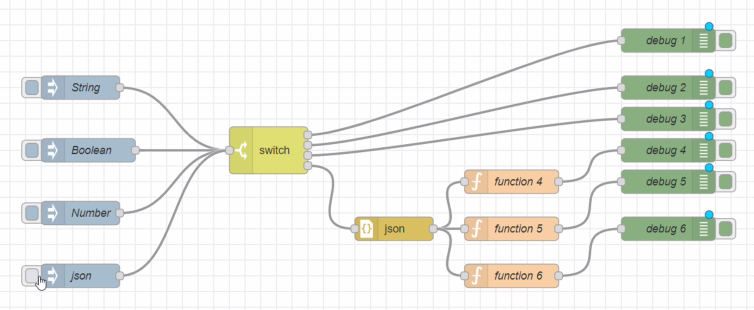 String
Boolean
Number
json
switch
json
function 4
function 5
function 6
debug 1
debug 2
debug 3
debug 4
debug 5
debug 6